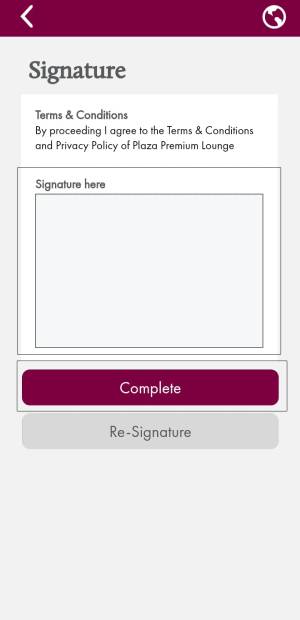 Signature
Terms & Conditions
By proceeding I agree to the Terms & Conditions
and Privacy Policy of Plaza Premium Lounge
Signature here
Complete
Re-Signature